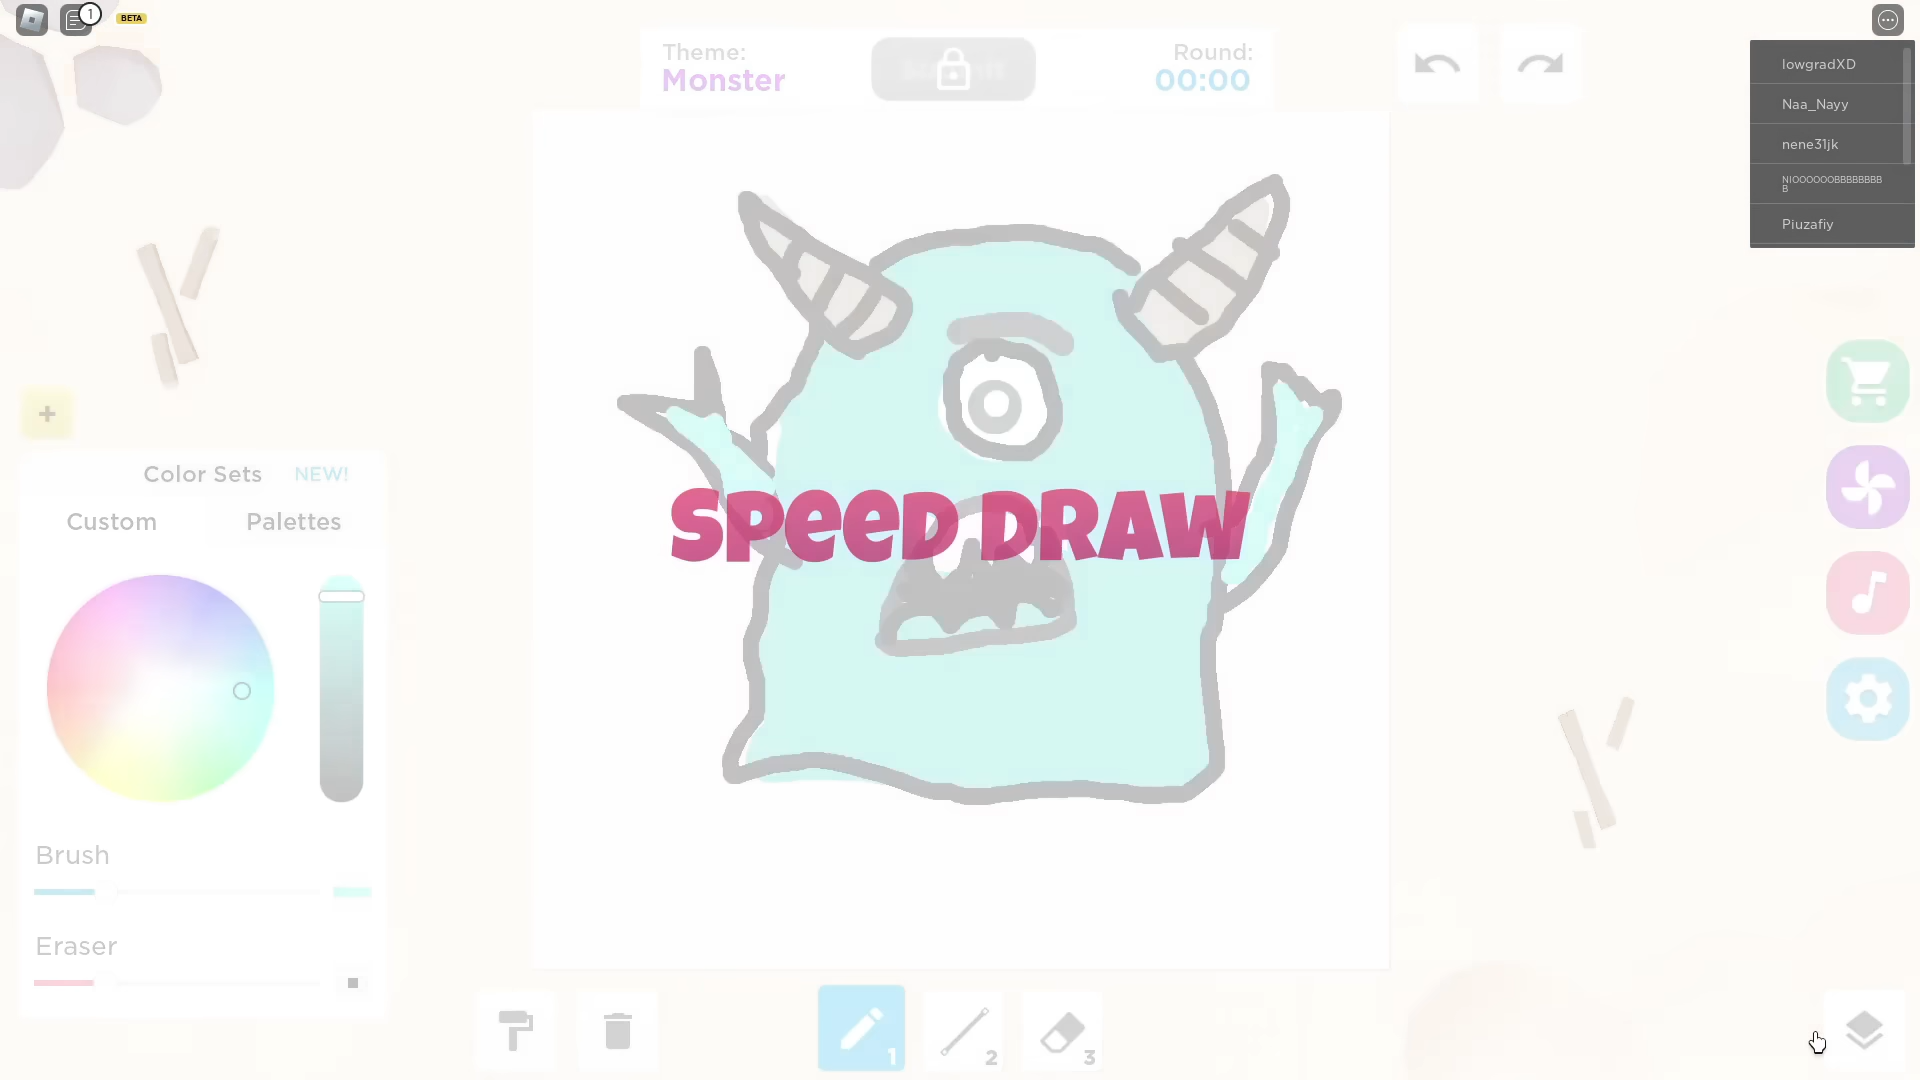 1
BETA
Theme:
Monster
Round:
00:00
lowgradXD
Naa_Nayy
nene31jk
NIOOOOOOBBBBBBBB
B
Piuzafiy
+
Color Sets NEW!
Custom
Palettes
SPeeD DRAW
Brush
Eraser
1
2
3